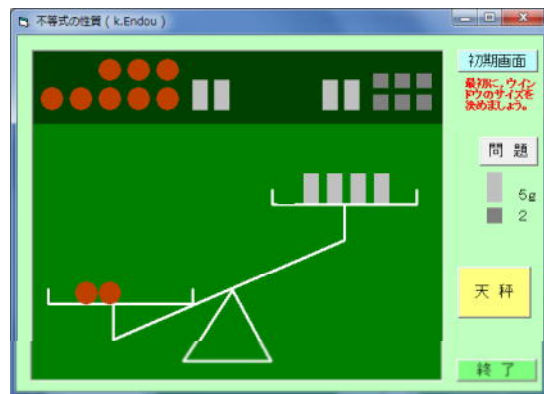 不等式の性質 ( k.Endou )
初期画面
最初に、ウイン
ドウのサイズを
決めましょう。
問 題
5g
2
天 秤
終 了